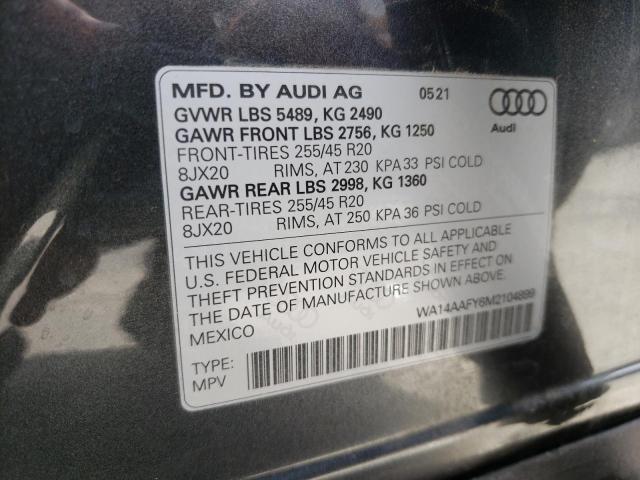 MFD. BY AUDI AG 05 21
GVWR LBS 5489, KG 2490
GAWR FRONT LBS 2756, KG 1250
FRONT-TIRES 255/45 R20
8JX20 RIMS, AT 230 KPA 33 PSI COLD
GAWR REAR LBS 2998, KG 1360
REAR-TIRES 255/45 R20
8JX20 RIMS, AT 250 KPA 36 PSI COLD
Audi
THIS VEHICLE CONFORMS TO ALL APPLICABLE
U.S. FEDERAL MOTOR VEHICLE SAFETY AND
THEFT PREVENTION STANDARDS IN EFFECT ON
THE DATE OF MANUFACTURE SHOWN ABOVE.
MEXICO
WA14AAFY6M2104899
TYPE:
MPV